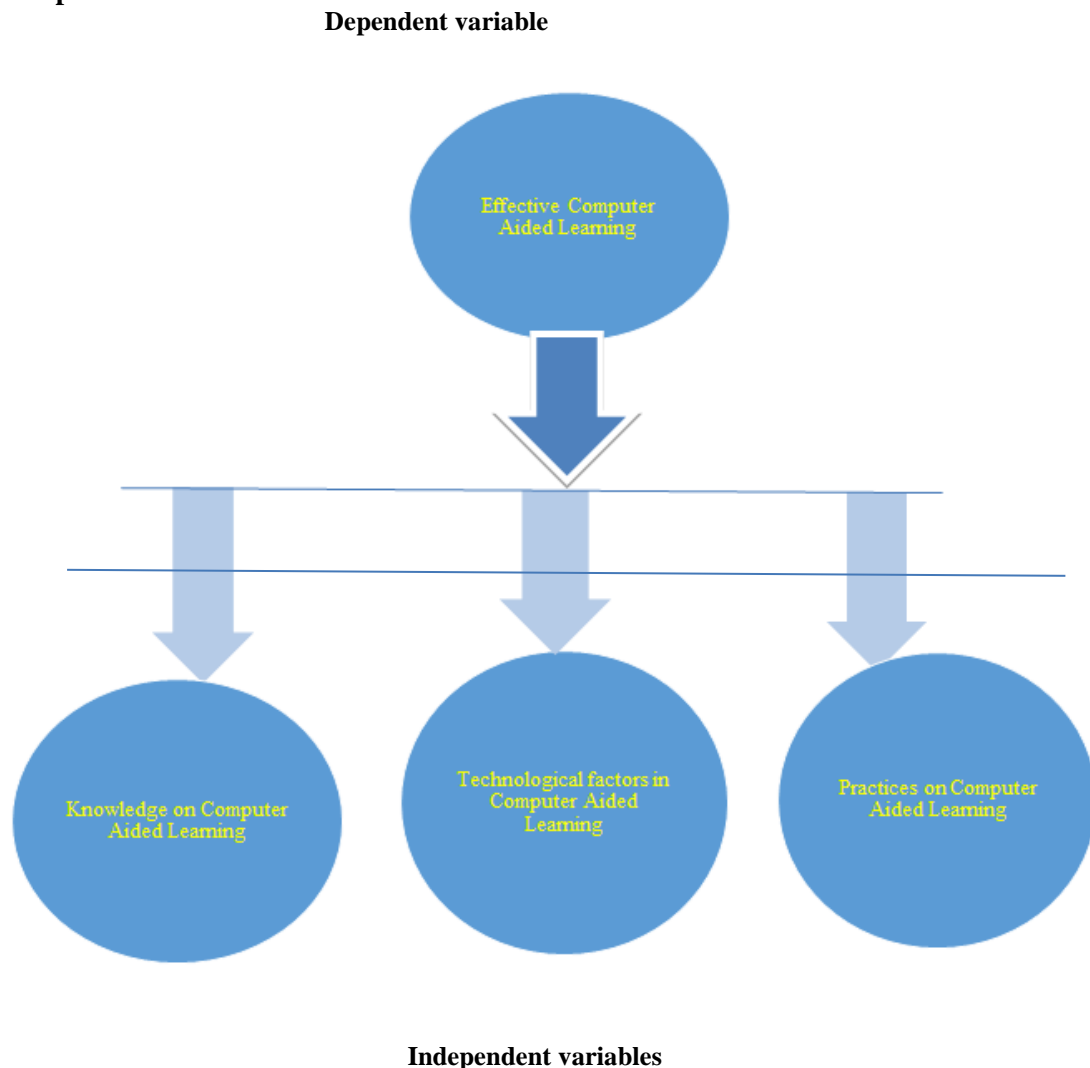 Dependent variable
Effective Computer
Aided Learning
Knowledge on Computer
Aided Learning
Technological factors in
Computer Aided
Learning
Practices on Computer
Aided Learning
Independent variables